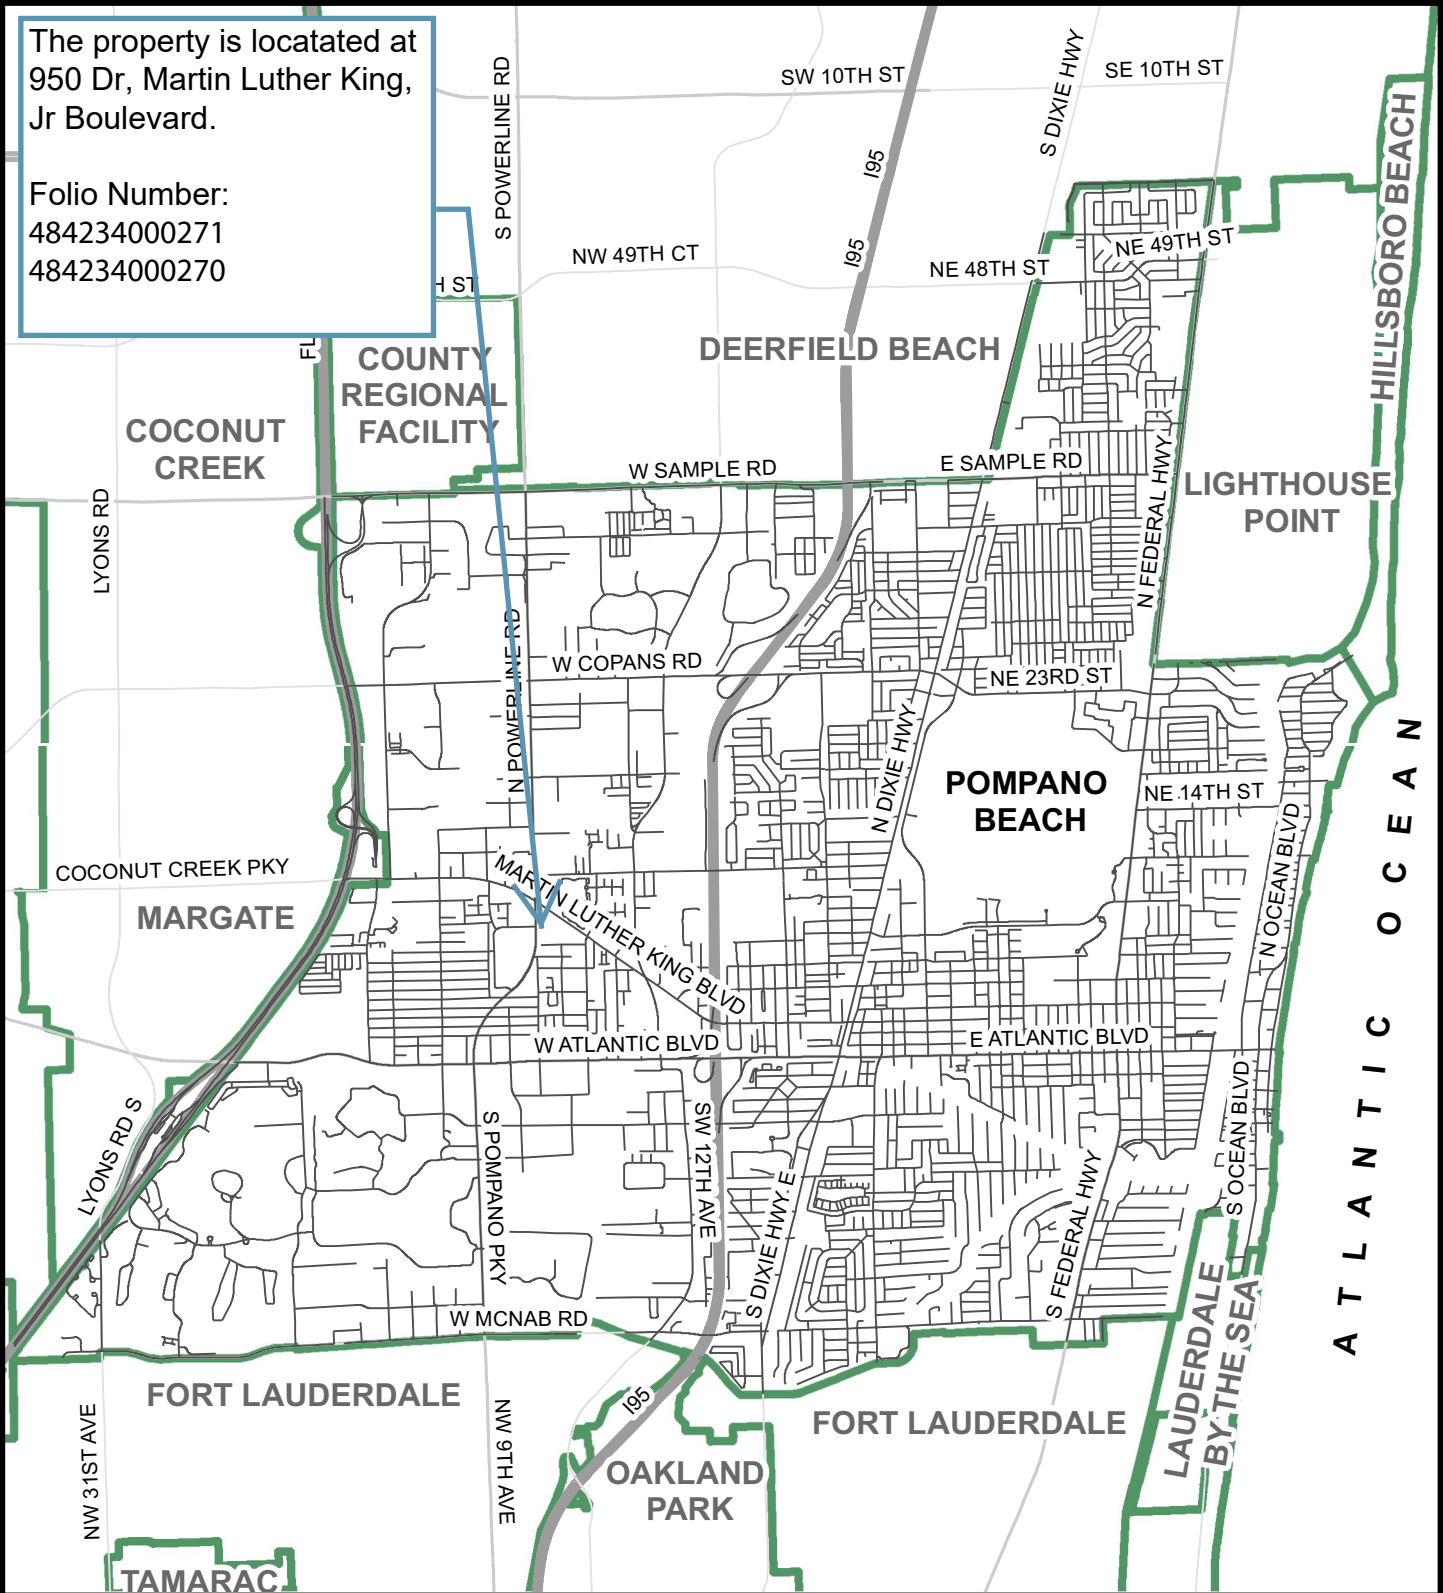 The property is locatated at
950 Dr, Martin Luther King,
Jr Boulevard.
Folio Number:
484234000271
484234000270
SW 10TH ST
SE 10TH ST
S DIXIE HWY
S POWERLINE RD
I95
I95
NW 49TH CT
NE 48TH ST
NE 49TH ST
H ST
HILLSBORO BEACH
FL
COUNTY
REGIONAL
FACILITY
DEERFIELD BEACH
COCONUT
CREEK
W SAMPLE RD
E SAMPLE RD
LIGHTHOUSE
POINT
LYONS RD
N FEDERAL HWY
N POWERLINE RD
W COPANS RD
NE 23RD ST
N DIXIE HWY
POMPANO
BEACH
NE 14TH ST
N OCEAN BLVD
COCONUT CREEK PKY
MARGATE
MARTIN LUTHER KING BLVD
W ATLANTIC BLVD
E ATLANTIC BLVD
ATLANTIC OCEAN
LYONS RD S
S POMPANO PKY
SW 12TH AVE
S DIXIE HWY E
S FEDERAL HWY
S OCEAN BLVD
W MCNAB RD
LAUDERDALE
BY THE SEA
FORT LAUDERDALE
FORT LAUDERDALE
I95
NW 31ST AVE
NW 9TH AVE
OAKLAND
PARK
TAMARAC